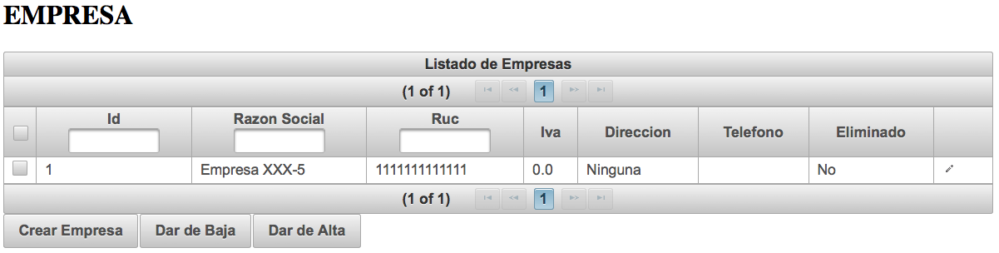 EMPRESA
Listado de Empresas
(1 of 1) 1
Id Razon Social Ruc Iva Direccion Telefono Eliminado
1 Empresa XXX-5 1111111111111 0.0 Ninguna No
(1 of 1) 1
Crear Empresa Dar de Baja Dar de Alta